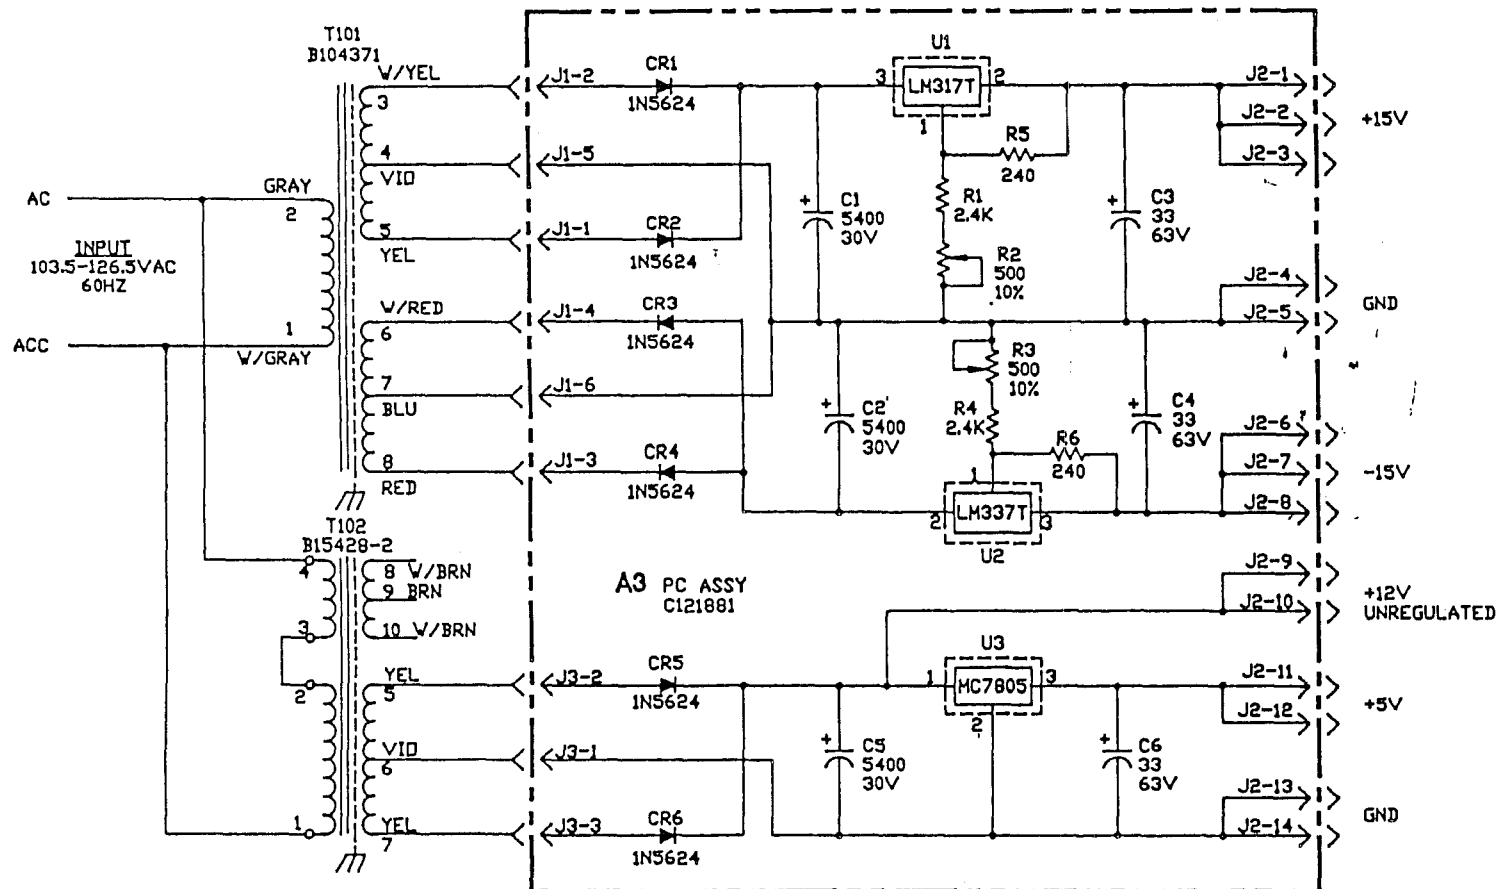 T101
B104371
W/YEL
3
4
VIO
5
YEL
W/RED
6
7
BLU
8
RED
AC
GRAY
2
INPUT
103.5-126.5VAC
60HZ
1
ACC
W/GRAY
T102
B15428-2
4
3
2
1
8 W/BRN
9 BRN
10 W/BRN
YEL
5
VIO
6
YEL
7
J1-2
J1-5
J1-1
J1-4
J1-6
J1-3
J3-2
J3-1
J3-3
CR1
1N5624
CR2
1N5624
CR3
1N5624
CR4
1N5624
CR5
1N5624
CR6
1N5624
A3 PC ASSY
C121881
U1
3 LM317T 2
1
R5
240
R1
2.4K
R2
500
10%
+ C1
5400
30V
+ C3
33
63V
R3
500
10%
R4
2.4K
R6
240
+ C2
5400
30V
+ C4
33
63V
1
2 LM337T 3
U2
U3
1 MC7805 3
2
+ C5
5400
30V
+ C6
33
63V
J2-1
J2-2
J2-3
+15V
J2-4
J2-5
GND
J2-6
J2-7
J2-8
-15V
J2-9
J2-10
+12V
UNREGULATED
J2-11
J2-12
+5V
J2-13
J2-14
GND